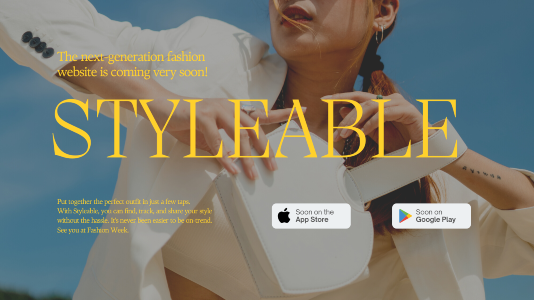 The next-generation fashion
website is coming very soon!
STYLEABLE
Put together the perfect outfit in just a few taps.
With Styleable, you can find, track, and share your style
without the hassle. It's never been easier to be on trend.
See you at Fashion Week.
Soon on the
App Store
Soon on
Google Play